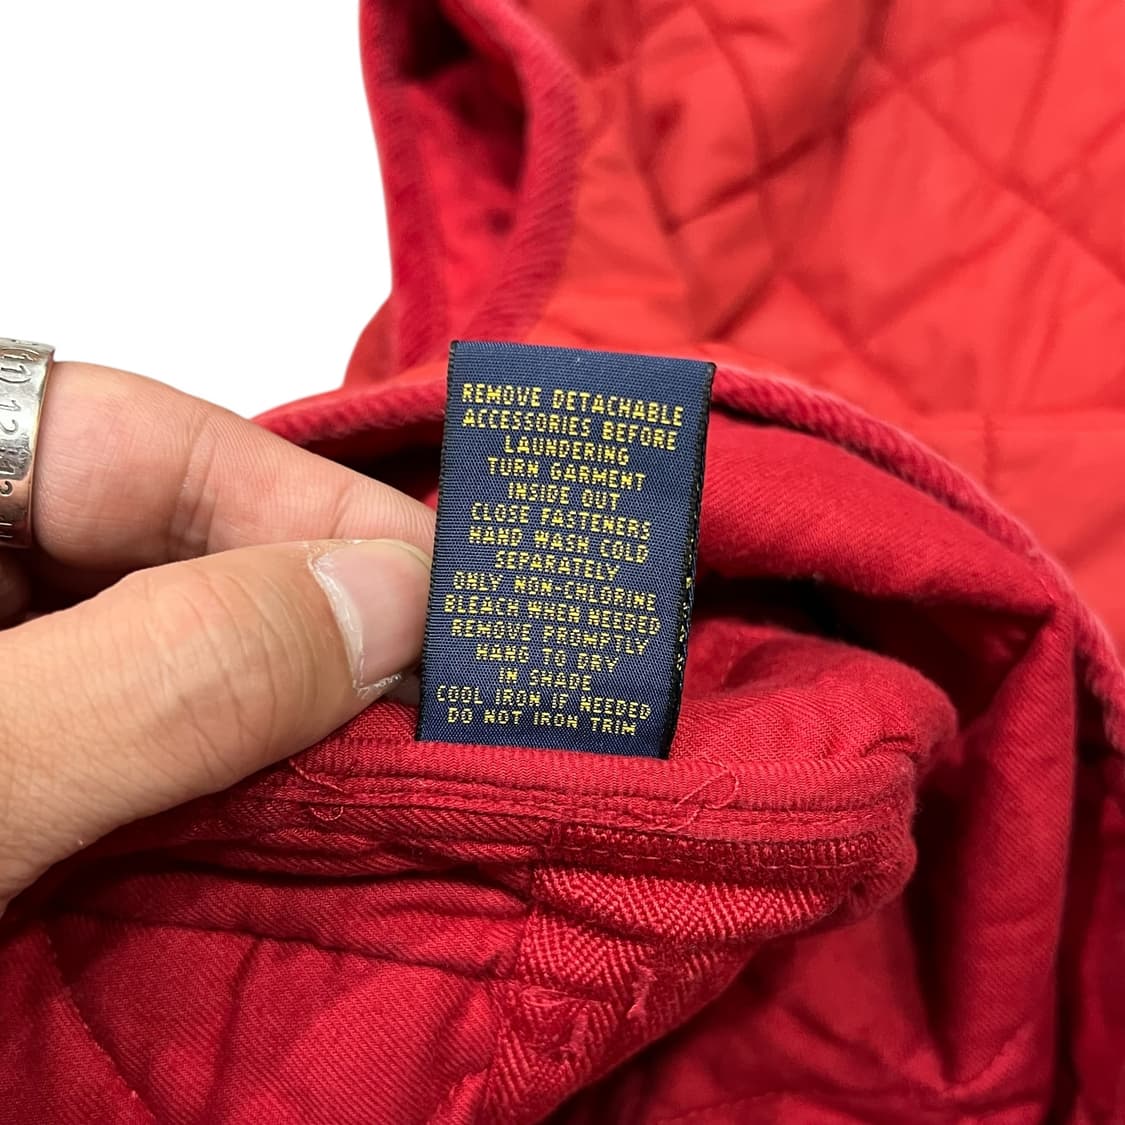 REMOVE DETACHABLE
ACCESSORIES BEFORE
LAUNDERING
TURN GARMENT
INSIDE OUT
CLOSE FASTENERS
HAND WASH COLD
SEPARATELY
ONLY NON-CHLORINE
BLEACH WHEN NEEDED
REMOVE PROMPTLY
HANG TO DRY
IN SHADE
COOL IRON IF NEEDED
DO NOT IRON TRIM